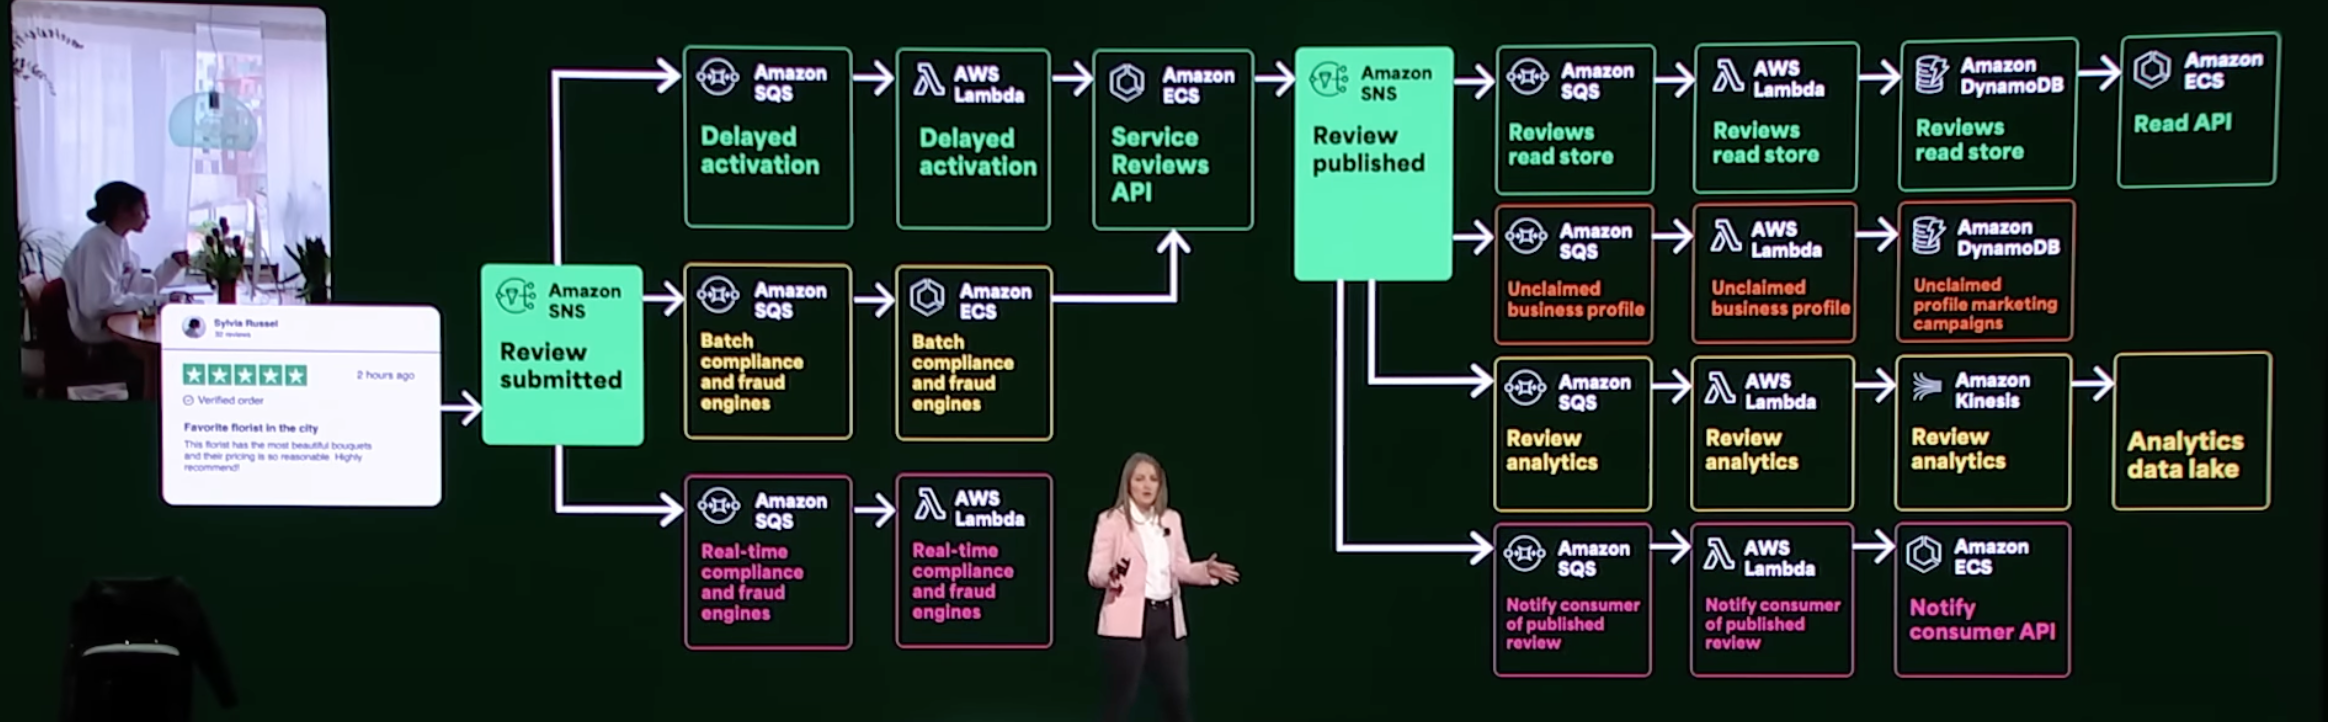 Sylvia Russel
32 reviews
2 hours ago
Verified order
Favorite florist in the city
This florist has the most beautiful bouquets
and their pricing is so reasonable. Highly
recommend!
Amazon
SNS
Review
submitted
Amazon
SQS
Delayed
activation
AWS
Lambda
Delayed
activation
Amazon
ECS
Service
Reviews
API
Amazon
SQS
Batch
compliance
and fraud
engines
Amazon
ECS
Batch
compliance
and fraud
engines
Amazon
SQS
Real-time
compliance
and fraud
engines
AWS
Lambda
Real-time
compliance
and fraud
engines
Amazon
SNS
Review
published
Amazon
SQS
Reviews
read store
AWS
Lambda
Reviews
read store
Amazon
DynamoDB
Reviews
read store
Amazon
ECS
Read API
Amazon
SQS
Unclaimed
business profile
AWS
Lambda
Unclaimed
business profile
Amazon
DynamoDB
Unclaimed
profile marketing
campaigns
Amazon
SQS
Review
analytics
AWS
Lambda
Review
analytics
Amazon
Kinesis
Review
analytics
Analytics
data lake
Amazon
SQS
Notify consumer
of published
review
AWS
Lambda
Notify consumer
of published
review
Amazon
ECS
Notify
consumer API